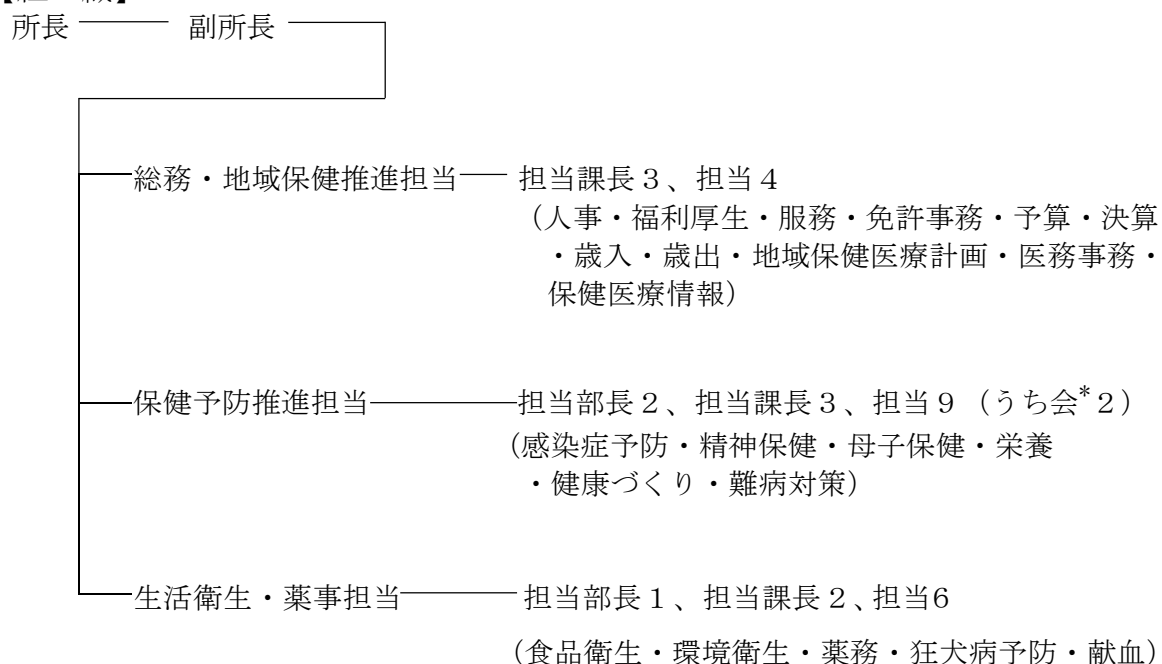 所長 副所長
総務・地域保健推進担当 担当課長３、担当４
（人事・福利厚生・服務・免許事務・予算・決算
・歳入・歳出・地域保健医療計画・医務事務・
保健医療情報）
保健予防推進担当 担当部長２、担当課長３、担当９（うち会*２）
（感染症予防・精神保健・母子保健・栄養
・健康づくり・難病対策）
生活衛生・薬事担当 担当部長１、担当課長２、担当6
（食品衛生・環境衛生・薬務・狂犬病予防・献血）